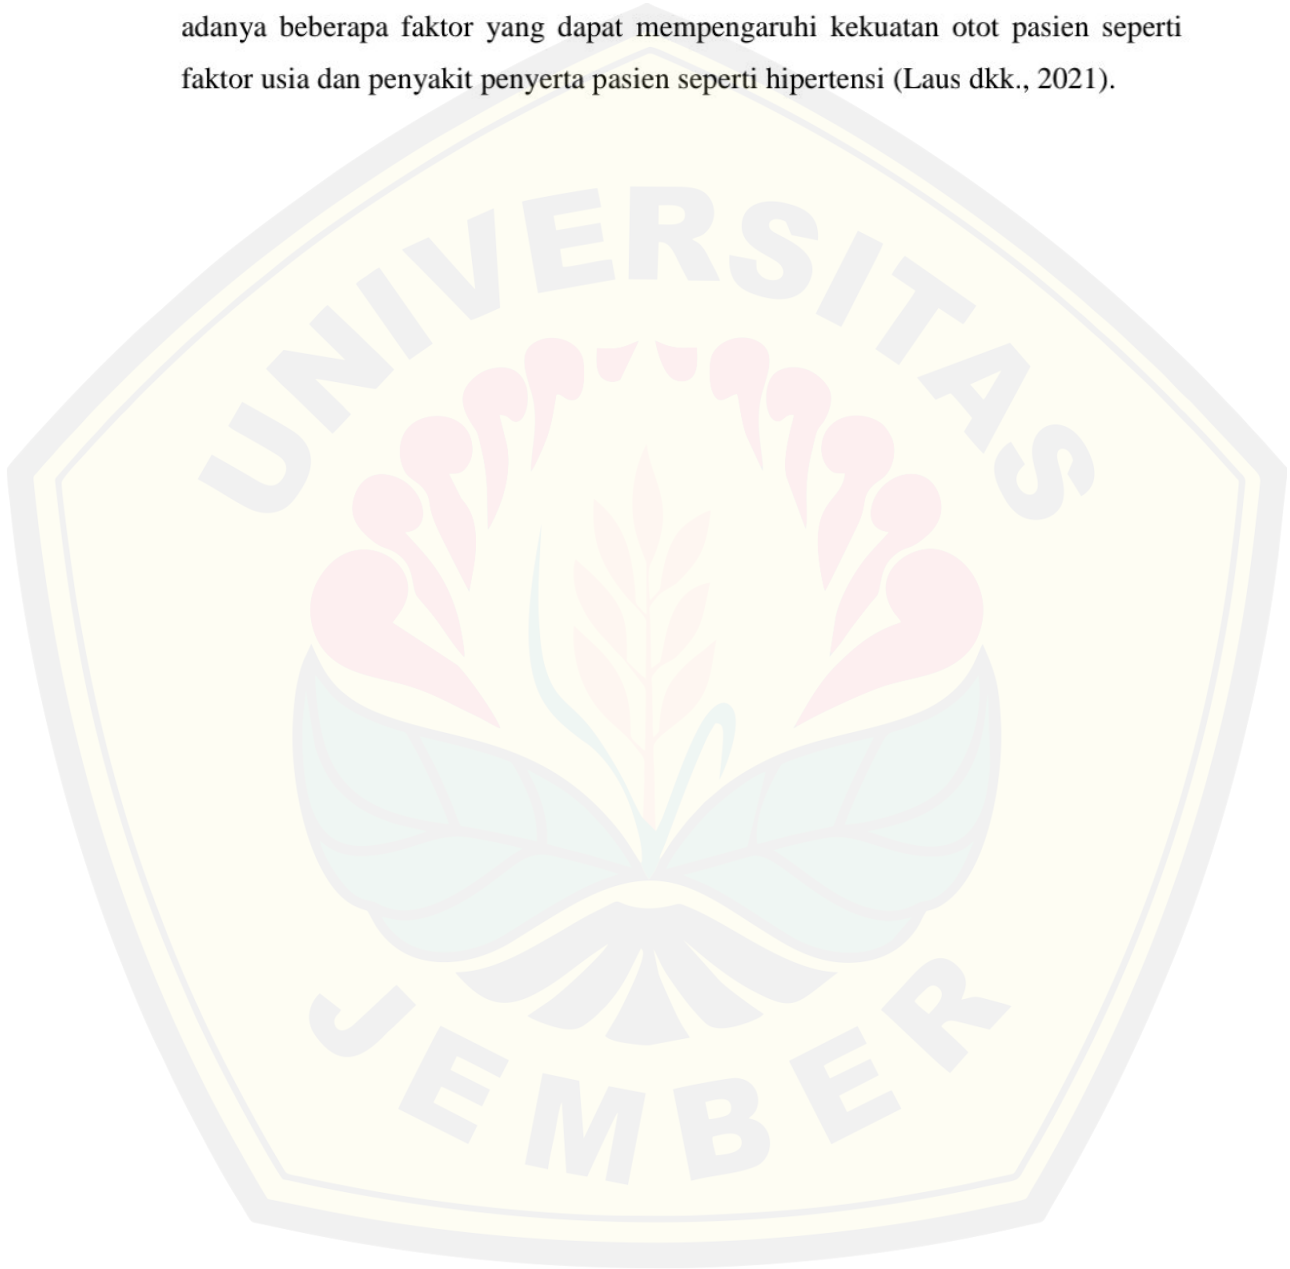 adanya beberapa faktor yang dapat mempengaruhi kekuatan otot pasien seperti
faktor usia dan penyakit penyerta pasien seperti hipertensi (Laus dkk., 2021).
UNIVERSITAS
JEMBER